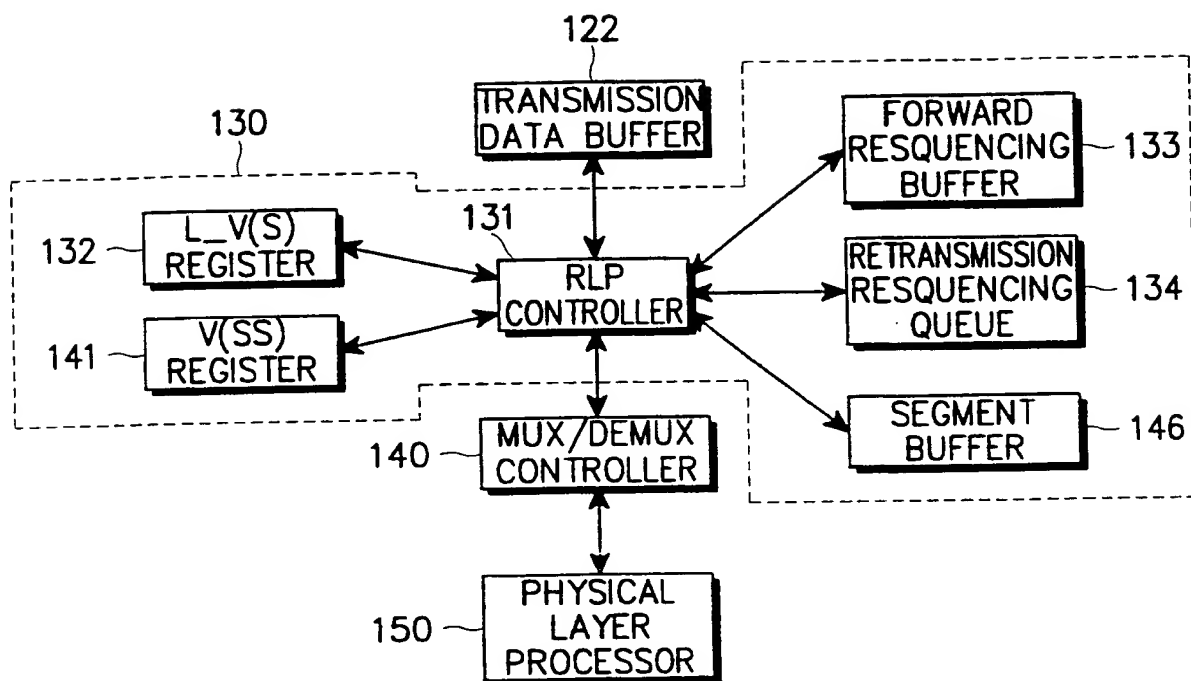 122
TRANSMISSION
DATA BUFFER
130
FORWARD
RESQUENCING
BUFFER
133
132
L_V(S)
REGISTER
131
RLP
CONTROLLER
RETRANSMISSION
RESQUENCING
QUEUE
134
141
V(SS)
REGISTER
140
MUX/DEMUX
CONTROLLER
SEGMENT
BUFFER
146
150
PHYSICAL
LAYER
PROCESSOR